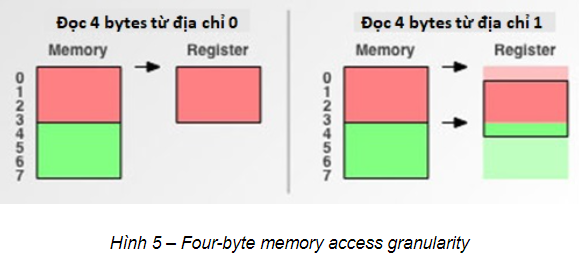 Đọc 4 bytes từ địa chỉ 0
Memory
Register
0
1
2
3
4
5
6
7
Đọc 4 bytes từ địa chỉ 1
Memory
Register
0
1
2
3
4
5
6
7
Hình 5 – Four-byte memory access granularity